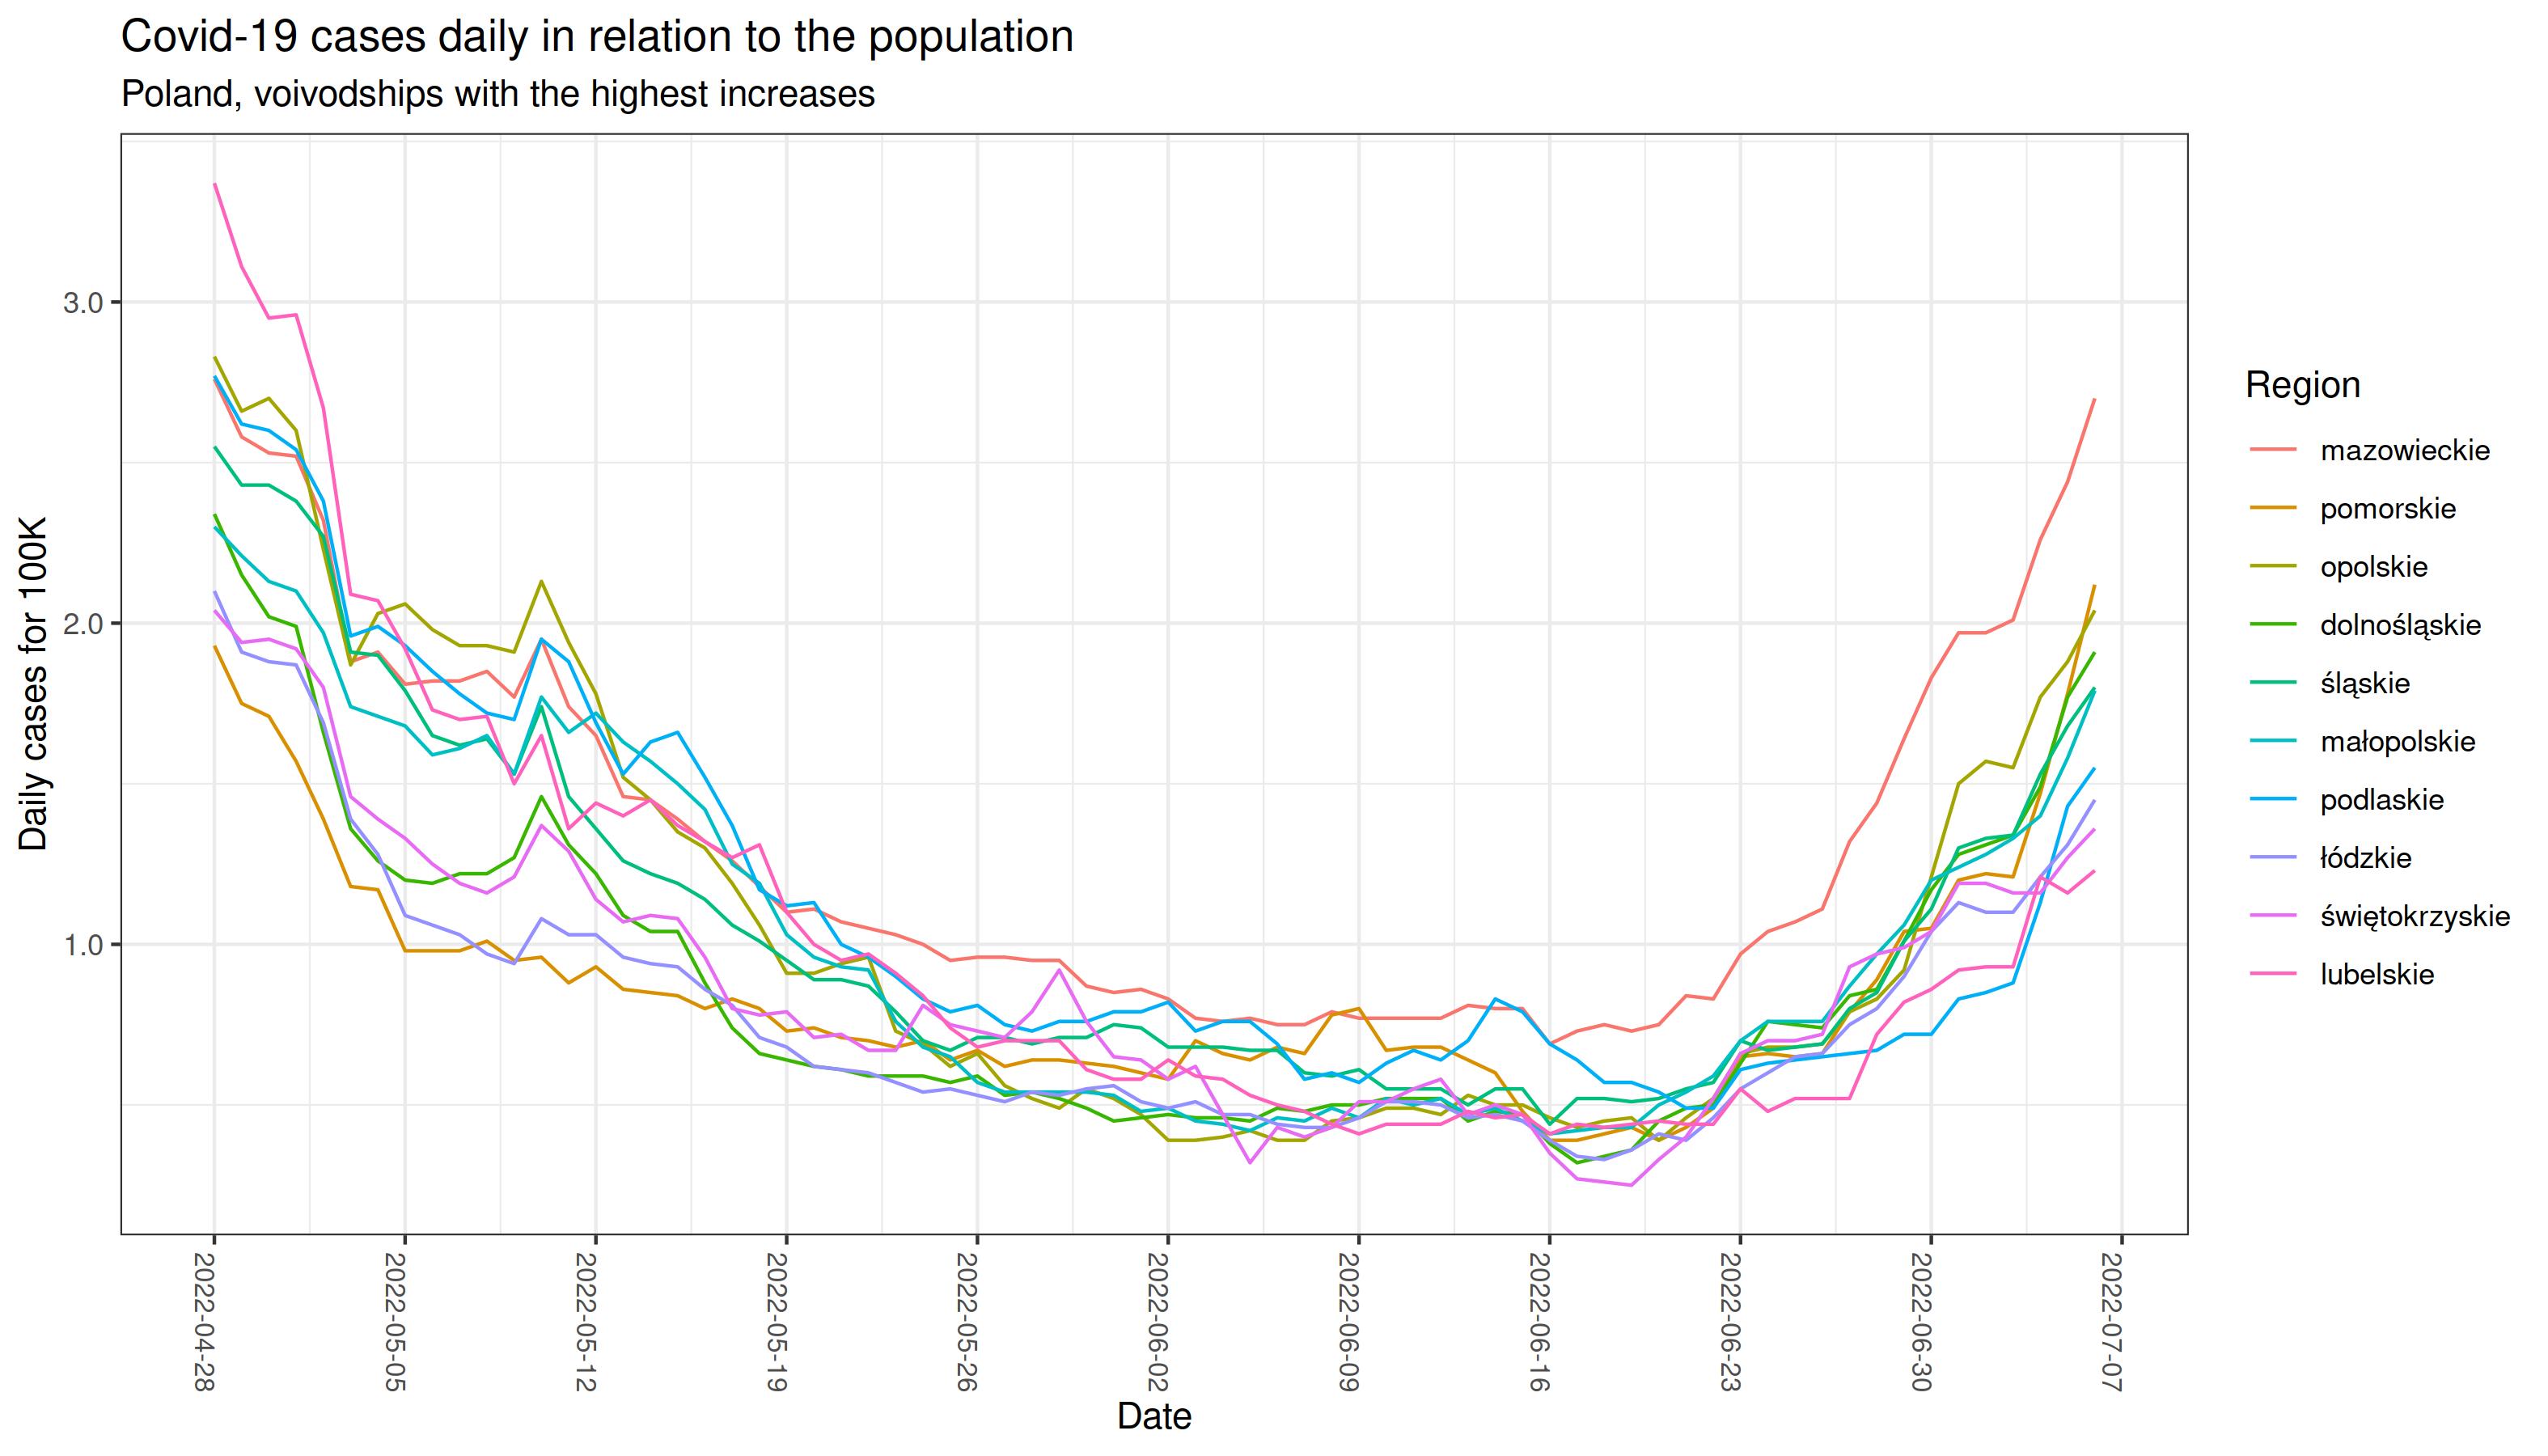 Covid-19 cases daily in relation to the population
Poland, voivodships with the highest increases
Daily cases for 100K
3.0
2.0
1.0
2022-04-28
2022-05-05
2022-05-12
2022-05-19
2022-05-26
2022-06-02
2022-06-09
2022-06-16
2022-06-23
2022-06-30
2022-07-07
Date
Region
mazowieckie
pomorskie
opolskie
dolnośląskie
śląskie
małopolskie
podlaskie
łódzkie
świętokrzyskie
lubelskie